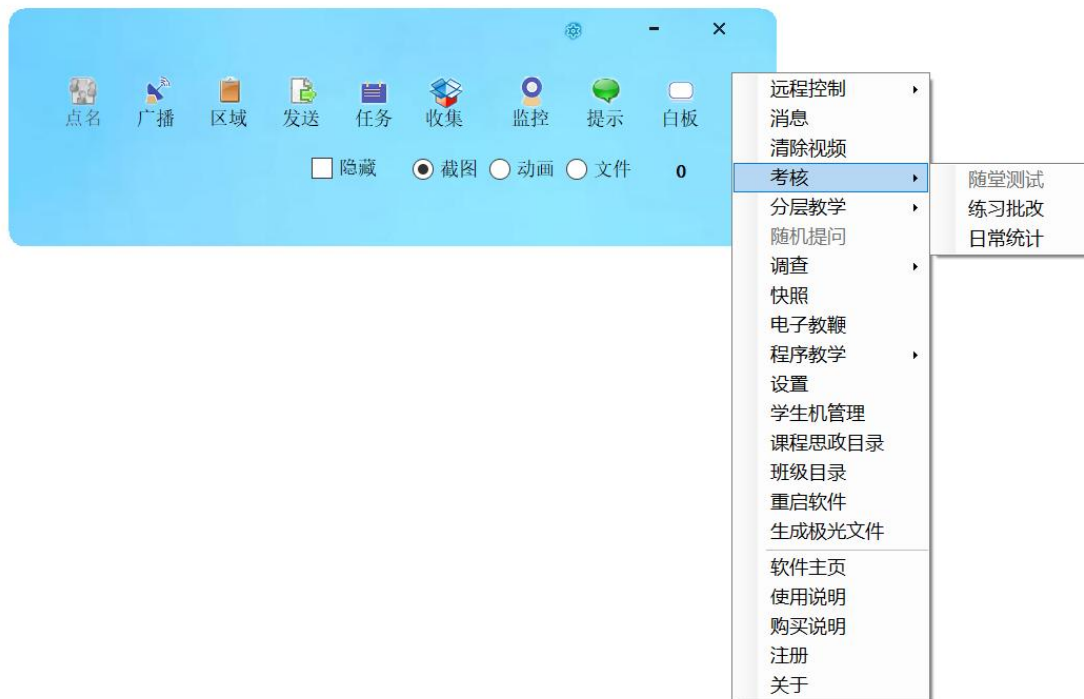 点名 广播 区域 发送 任务 收集 监控 提示 白板
隐藏 截图 动画 文件 0
远程控制
消息
清除视频
考核
随堂测试
练习批改
日常统计
分层教学
随机提问
调查
快照
电子教鞭
程序教学
设置
学生机管理
课程思政目录
班级目录
重启软件
生成极光文件
软件主页
使用说明
购买说明
注册
关于